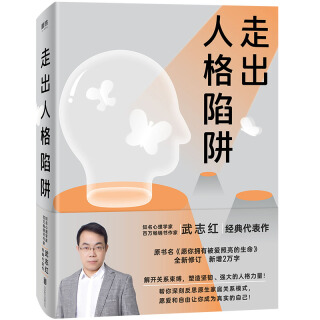 走出
人格陷阱
走出人格陷阱
知名心理学家
百万畅销书作家
武志红 经典代表作
原书名《愿你拥有被爱照亮的生命》
全新修订 新增2万字
解开关系束缚，塑造坚韧、强大的人格力量！
帮你深刻反思原生家庭关系模式，
愿爱和自由让你成为真实的自己！
武志红